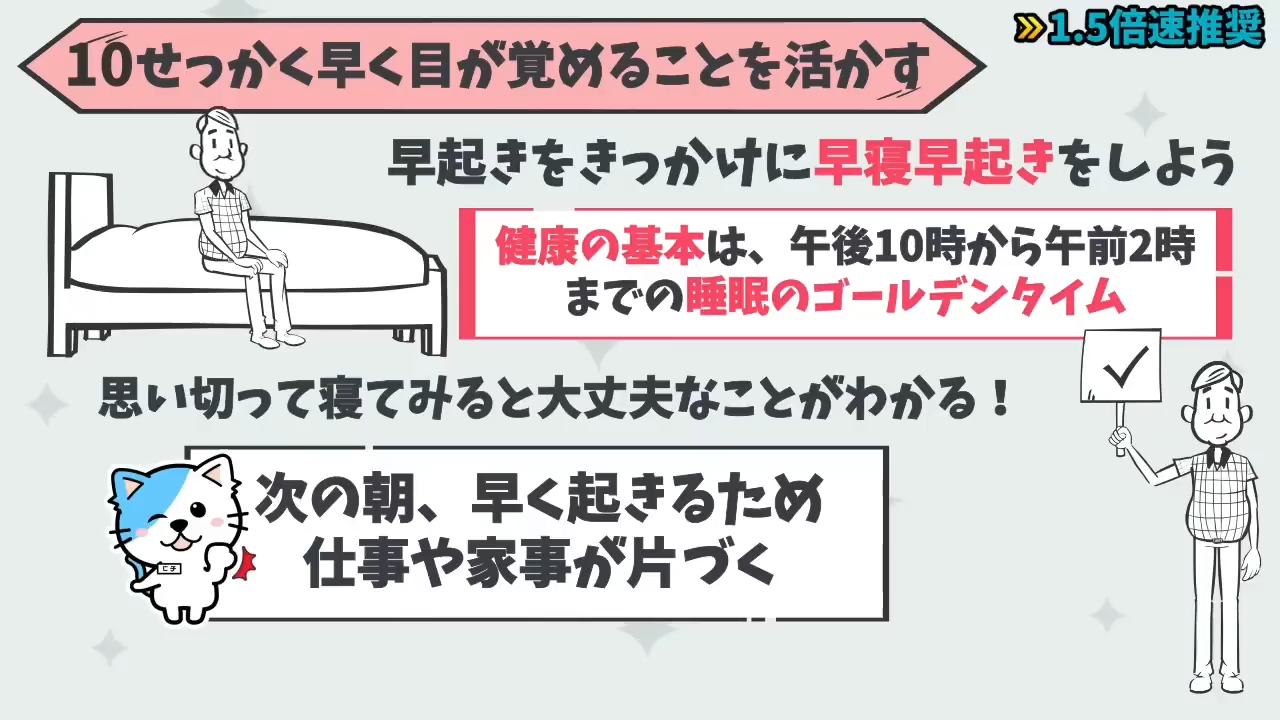 1.5倍速推奨
10せっかく早く目が覚めることを活かす
早起きをきっかけに早寝早起きをしよう
健康の基本は、午後10時から午前2時
までの睡眠のゴールデンタイム
思い切って寝てみると大丈夫なことがわかる！
次の朝、早く起きるため
仕事や家事が片づく
ヒチ